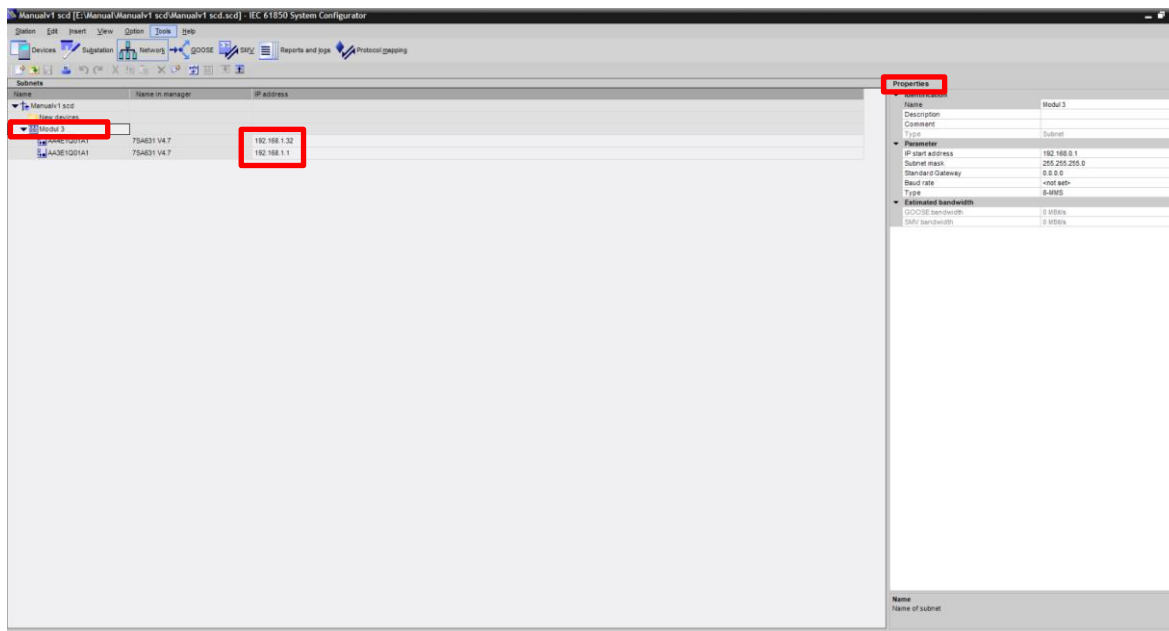 Manualv1 scd [E:\Manual\Manualv1 scd\Manualv1 scd.scd] - IEC 61850 System Configurator
Station Edit Insert View Option Tools Help
Devices Substation Network GOOSE SMV Reports and logs Protocol mapping
Subnets
Name Name in manager IP address
Manualv1 scd
New devices
Modul 3
AA4E1Q01A1 7SA631 V4.7 192.168.1.32
AA3E1Q01A1 7SA631 V4.7 192.168.1.1
Properties
Identification
Name Modul 3
Description
Comment
Type Subnet
Parameter
IP start address 192.168.0.1
Subnet mask 255.255.255.0
Standard Gateway 0.0.0.0
Baud rate <not set>
Type 8-MMS
Estimated bandwidth
GOOSE bandwidth 0 MBit/s
SMV bandwidth 0 MBit/s
Name
Name of subnet